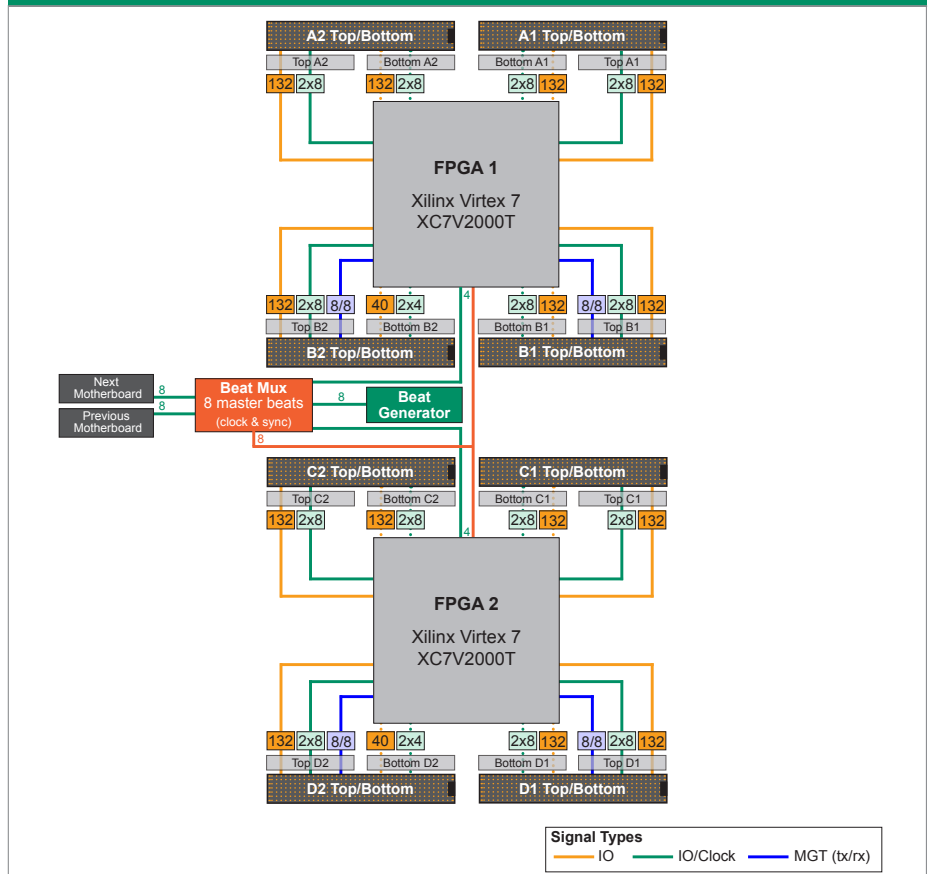 A2 Top/Bottom
A1 Top/Bottom
Top A2
Bottom A2
Bottom A1
Top A1
132 2x8
132 2x8
2x8 132
2x8 132
FPGA 1
Xilinx Virtex 7
XC7V2000T
4
132 2x8 8/8
40 2x4
2x8 132
8/8 2x8 132
Top B2
Bottom B2
Bottom B1
Top B1
B2 Top/Bottom
B1 Top/Bottom
Next
Motherboard
8
Previous
Motherboard
8
Beat Mux
8 master beats
(clock & sync)
8
8
Beat
Generator
C2 Top/Bottom
C1 Top/Bottom
Top C2
Bottom C2
Bottom C1
Top C1
132 2x8
132 2x8
2x8 132
2x8 132
4
FPGA 2
Xilinx Virtex 7
XC7V2000T
132 2x8 8/8
40 2x4
2x8 132
8/8 2x8 132
Top D2
Bottom D2
Bottom D1
Top D1
D2 Top/Bottom
D1 Top/Bottom
Signal Types
IO
IO/Clock
MGT (tx/rx)